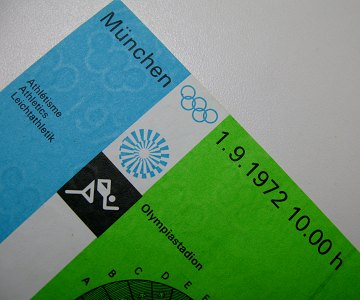 München
Athlétisme
Athletics
Leichtathletik
1.9.1972 10.00 h
Olympiastadion
A B C D E F